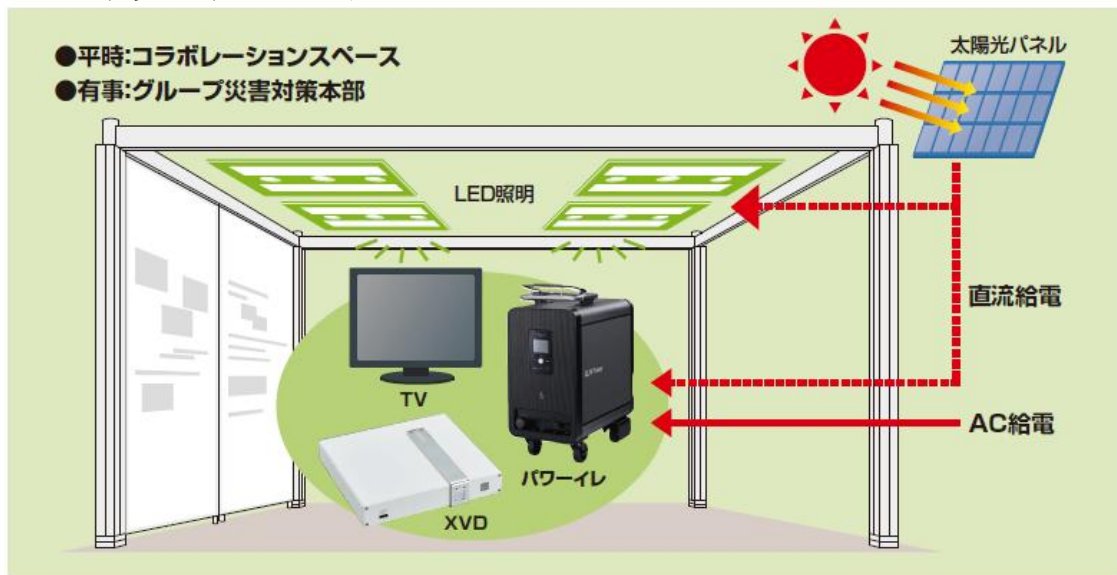 ●平時:コラボレーションスペース
●有事:グループ災害対策本部
太陽光パネル
LED照明
直流給電
TV
AC給電
パワーイレ
XVD